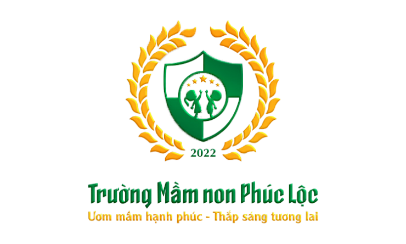 2022
Trường Mầm non Phúc Lộc
Ươm mầm hạnh phúc - Thắp sáng tương lai